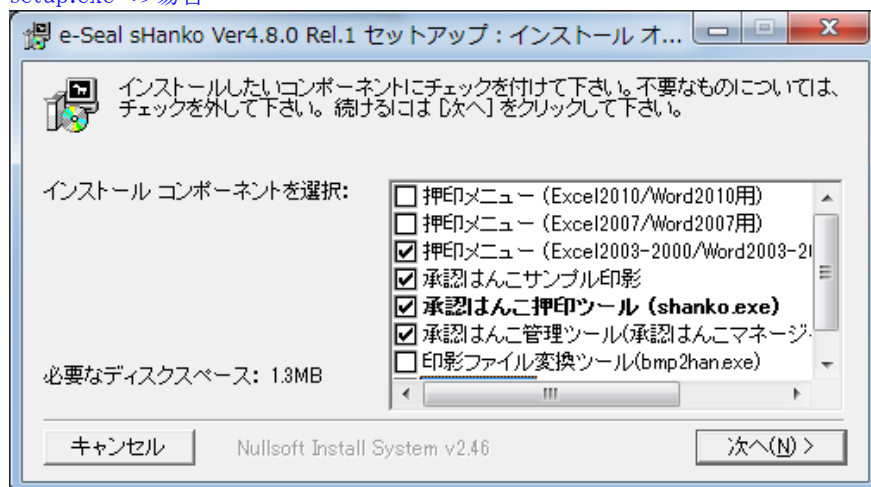 setup.exe の場合
e-Seal sHanko Ver4.8.0 Rel.1 セットアップ：インストール オ...
インストールしたいコンポーネントにチェックを付けて下さい。不要なものについては、
チェックを外して下さい。続けるには [次へ] をクリックして下さい。
インストール コンポーネントを選択:
押印メニュー (Excel2010/Word2010用)
押印メニュー (Excel2007/Word2007用)
押印メニュー (Excel2003-2000/Word2003-2
承認はんこサンプル印影
承認はんこ押印ツール (shanko.exe)
承認はんこ管理ツール(承認はんこマネージ
印影ファイル変換ツール(bmp2han.exe)
必要なディスクスペース: 1.3MB
キャンセル
Nullsoft Install System v2.46
次へ(N) >